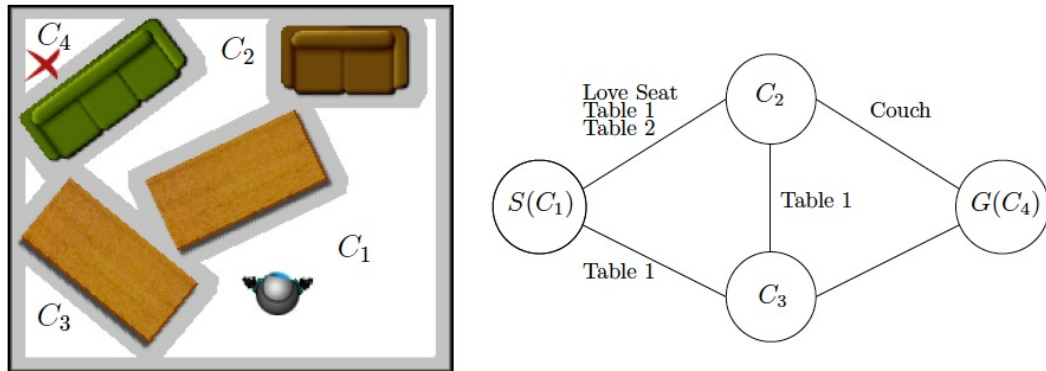 C₄
C₂
C₁
C₃
Love Seat
Table 1
Table 2
C₂
Couch
S(C₁)
Table 1
G(C₄)
Table 1
C₃